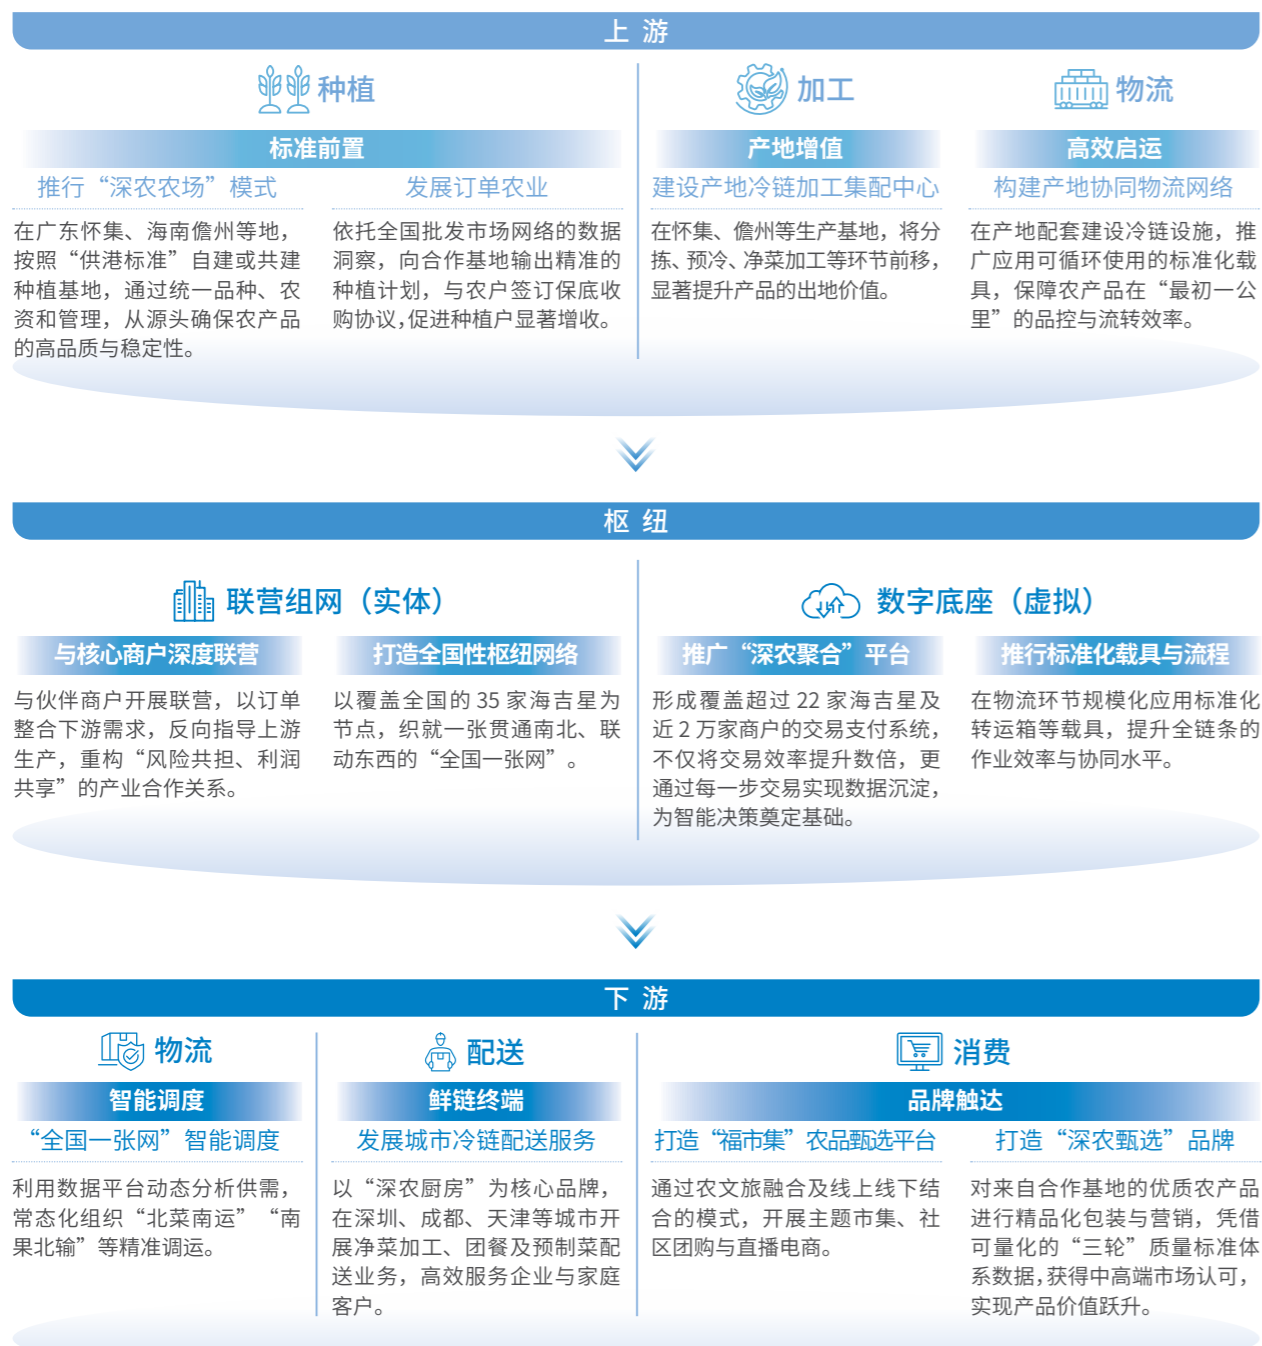 上游
种植
标准前置
推行“深农农场”模式
在广东怀集、海南儋州等地，
按照“供港标准”自建或共建
种植基地，通过统一品种、农
资和管理，从源头确保农产品
的高品质与稳定性。
发展订单农业
依托全国批发市场网络的数据
洞察，向合作基地输出精准的
种植计划，与农户签订保底收
购协议，促进种植户显著增收。
加工
产地增值
建设产地冷链加工集配中心
在怀集、儋州等生产基地，将分
拣、预冷、净菜加工等环节前移，
显著提升产品的出地价值。
物流
高效启运
构建产地协同物流网络
在产地配套建设冷链设施，推
广应用可循环使用的标准化载
具，保障农产品在“最初一公
里”的品控与流转效率。
枢纽
联营组网（实体）
与核心商户深度联营
与伙伴商户开展联营，以订单
整合下游需求，反向指导上游
生产，重构“风险共担、利润
共享”的产业合作关系。
打造全国性枢纽网络
以覆盖全国的 35 家海吉星为
节点，织就一张贯通南北、联
动东西的“全国一张网”。
数字底座（虚拟）
推广“深农聚合”平台
形成覆盖超过 22 家海吉星及
近 2 万家商户的交易支付系统，
不仅将交易效率提升数倍，更
通过每一步交易实现数据沉淀，
为智能决策奠定基础。
推行标准化载具与流程
在物流环节规模化应用标准化
转运箱等载具，提升全链条的
作业效率与协同水平。
下游
物流
智能调度
“全国一张网”智能调度
利用数据平台动态分析供需，
常态化组织“北菜南运”“南
果北输”等精准调运。
配送
鲜链终端
发展城市冷链配送服务
以“深农厨房”为核心品牌，
在深圳、成都、天津等城市开
展净菜加工、团餐及预制菜配
送业务，高效服务企业与家庭
客户。
消费
品牌触达
打造“福市集”农品甄选平台
通过农文旅融合及线上线下结
合的模式，开展主题市集、社
区团购与直播电商。
打造“深农甄选”品牌
对来自合作基地的优质农产品
进行精品化包装与营销，凭借
可量化的“三轮”质量标准体
系数据，获得中高端市场认可，
实现产品价值跃升。